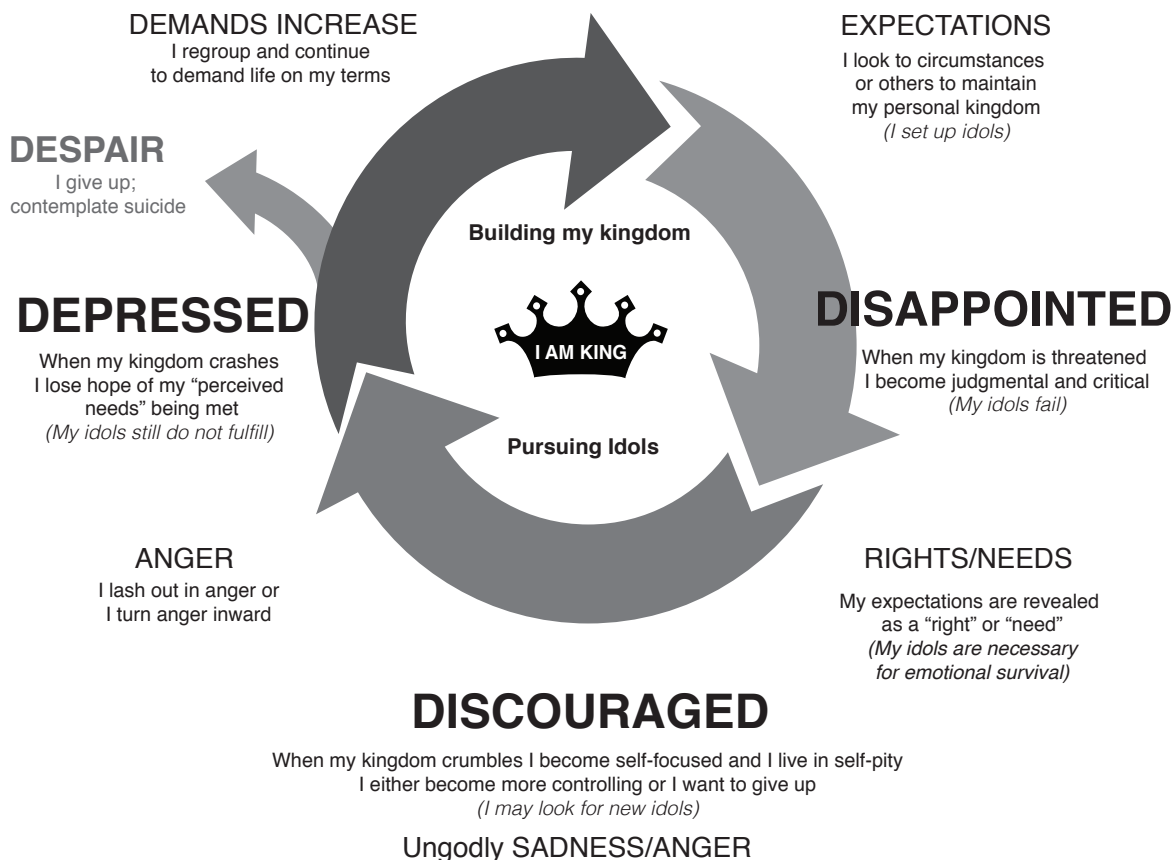 DEMANDS INCREASE
I regroup and continue
to demand life on my terms
EXPECTATIONS
I look to circumstances
or others to maintain
my personal kingdom
(I set up idols)
DESPAIR
I give up;
contemplate suicide
Building my kingdom
I AM KING
Pursuing Idols
DEPRESSED
When my kingdom crashes
I lose hope of my “perceived
needs” being met
(My idols still do not fulfill)
DISAPPOINTED
When my kingdom is threatened
I become judgmental and critical
(My idols fail)
ANGER
I lash out in anger or
I turn anger inward
RIGHTS/NEEDS
My expectations are revealed
as a “right” or “need”
(My idols are necessary
for emotional survival)
DISCOURAGED
When my kingdom crumbles I become self-focused and I live in self-pity
I either become more controlling or I want to give up
(I may look for new idols)
Ungodly SADNESS/ANGER